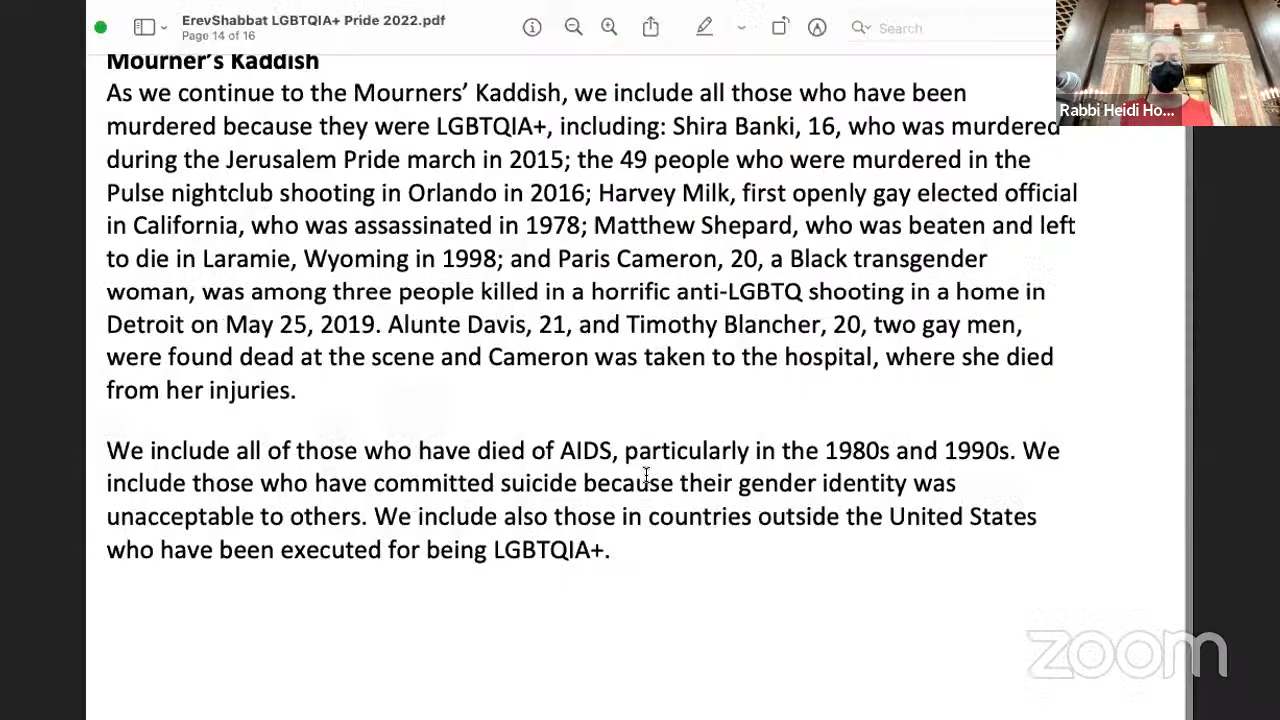 ErevShabbat LGBTQIA+ Pride 2022.pdf
Page 14 of 16
Search
Rabbi Heidi Ho...
Mourner's Kaddish
As we continue to the Mourners' Kaddish, we include all those who have been
murdered because they were LGBTQIA+, including: Shira Banki, 16, who was murdered
during the Jerusalem Pride march in 2015; the 49 people who were murdered in the
Pulse nightclub shooting in Orlando in 2016; Harvey Milk, first openly gay elected official
in California, who was assassinated in 1978; Matthew Shepard, who was beaten and left
to die in Laramie, Wyoming in 1998; and Paris Cameron, 20, a Black transgender
woman, was among three people killed in a horrific anti-LGBTQ shooting in a home in
Detroit on May 25, 2019. Alunte Davis, 21, and Timothy Blancher, 20, two gay men,
were found dead at the scene and Cameron was taken to the hospital, where she died
from her injuries.
We include all of those who have died of AIDS, particularly in the 1980s and 1990s. We
include those who have committed suicide because their gender identity was
unacceptable to others. We include also those in countries outside the United States
who have been executed for being LGBTQIA+.
zoom